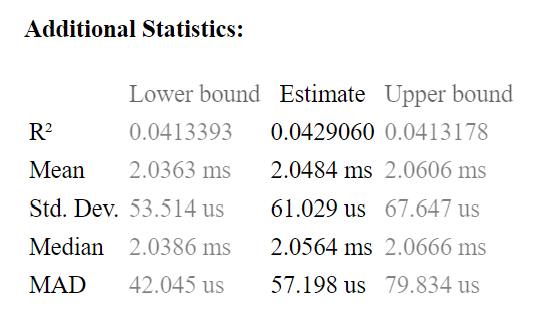 Additional Statistics:
Lower bound Estimate Upper bound
R² 0.0413393 0.0429060 0.0413178
Mean 2.0363 ms 2.0484 ms 2.0606 ms
Std. Dev. 53.514 us 61.029 us 67.647 us
Median 2.0386 ms 2.0564 ms 2.0666 ms
MAD 42.045 us 57.198 us 79.834 us